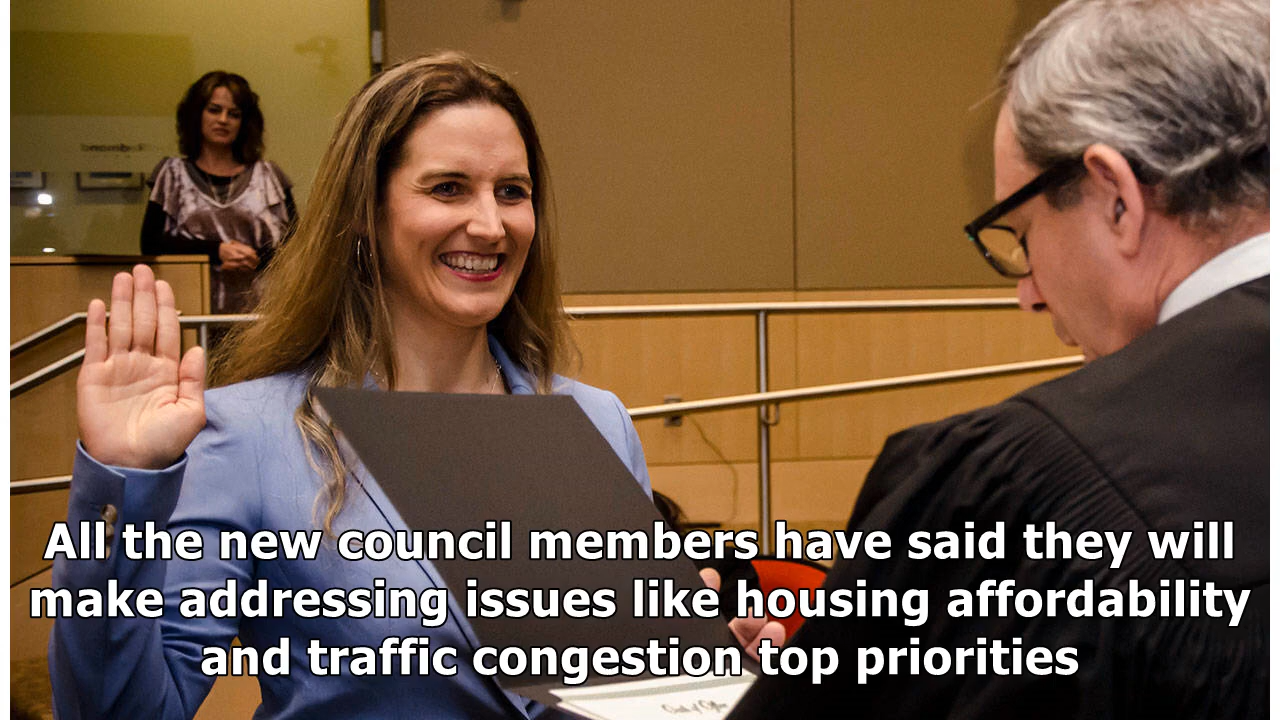 All the new council members have said they will
make addressing issues like housing affordability
and traffic congestion top priorities